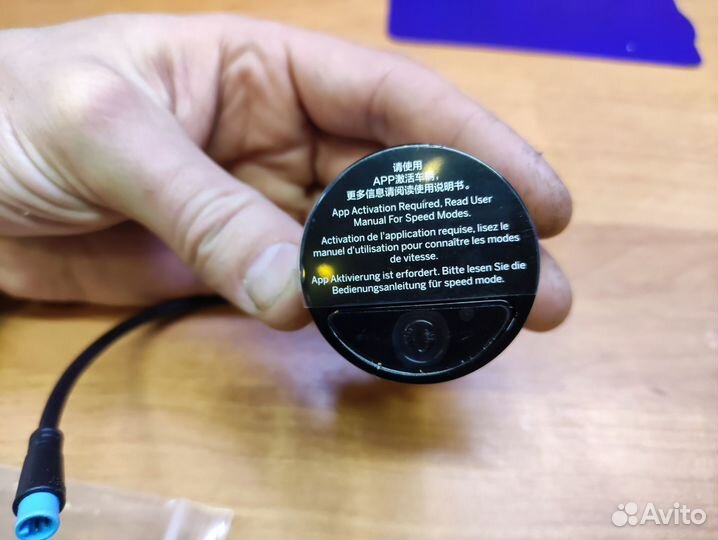 请使用
APP激活车辆，
更多信息请阅读使用说明书。
App Activation Required, Read User
Manual For Speed Modes.
Activation de l'application requise, lisez le
manuel d'utilisation pour connaître les modes
de vitesse.
App Aktivierung ist erfordert. Bitte lesen Sie die
Bedienungsanleitung für speed mode.
Avito